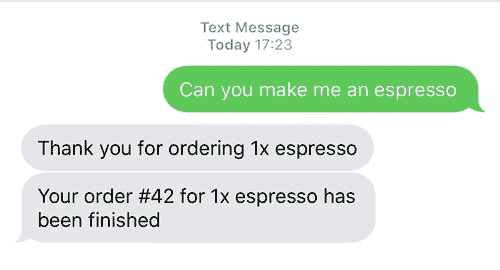 Text Message
Today 17:23
Can you make me an espresso
Thank you for ordering 1x espresso
Your order #42 for 1x espresso has
been finished